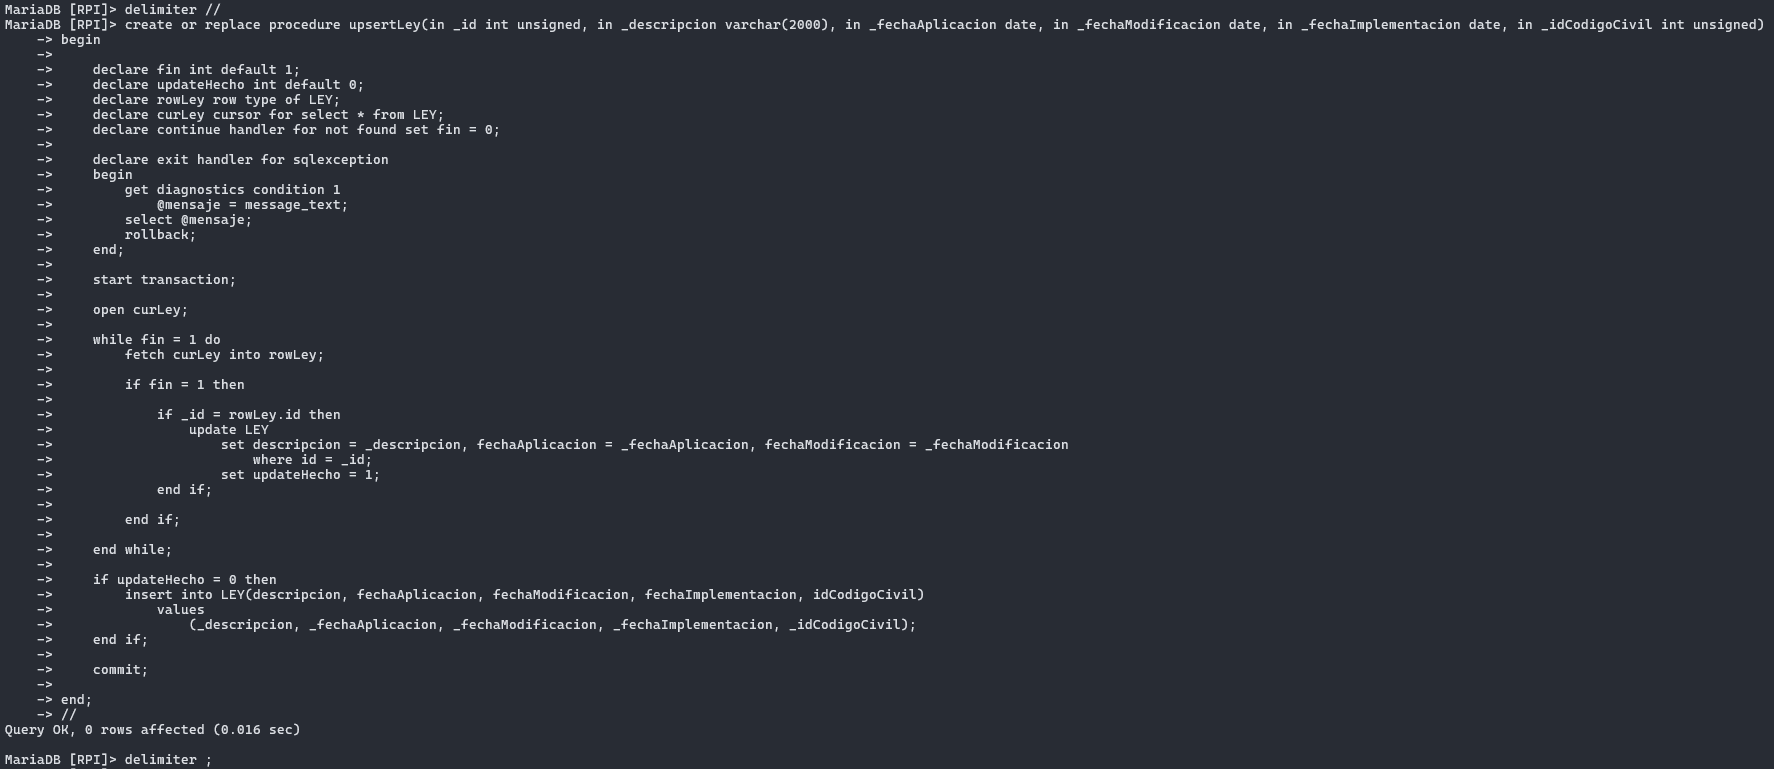 MariaDB [RPI]> delimiter //
MariaDB [RPI]> create or replace procedure upsertLey(in _id int unsigned, in _descripcion varchar(2000), in _fechaAplicacion date, in _fechaModificacion date, in _fechaImplementacion date, in _idCodigoCivil int unsigned)
    -> begin
    ->
    ->     declare fin int default 1;
    ->     declare updateHecho int default 0;
    ->     declare rowLey row type of LEY;
    ->     declare curLey cursor for select * from LEY;
    ->     declare continue handler for not found set fin = 0;
    ->
    ->     declare exit handler for sqlexception
    ->     begin
    ->         get diagnostics condition 1
    ->             @mensaje = message_text;
    ->         select @mensaje;
    ->         rollback;
    ->     end;
    ->
    ->     start transaction;
    ->
    ->     open curLey;
    ->
    ->     while fin = 1 do
    ->         fetch curLey into rowLey;
    ->
    ->         if fin = 1 then
    ->
    ->             if _id = rowLey.id then
    ->                 update LEY
    ->                     set descripcion = _descripcion, fechaAplicacion = _fechaAplicacion, fechaModificacion = _fechaModificacion
    ->                         where id = _id;
    ->                     set updateHecho = 1;
    ->             end if;
    ->
    ->         end if;
    ->
    ->     end while;
    ->
    ->     if updateHecho = 0 then
    ->         insert into LEY(descripcion, fechaAplicacion, fechaModificacion, fechaImplementacion, idCodigoCivil)
    ->             values
    ->                 (_descripcion, _fechaAplicacion, _fechaModificacion, _fechaImplementacion, _idCodigoCivil);
    ->     end if;
    ->
    ->     commit;
    ->
    -> end;
    -> //
Query OK, 0 rows affected (0.016 sec)

MariaDB [RPI]> delimiter ;